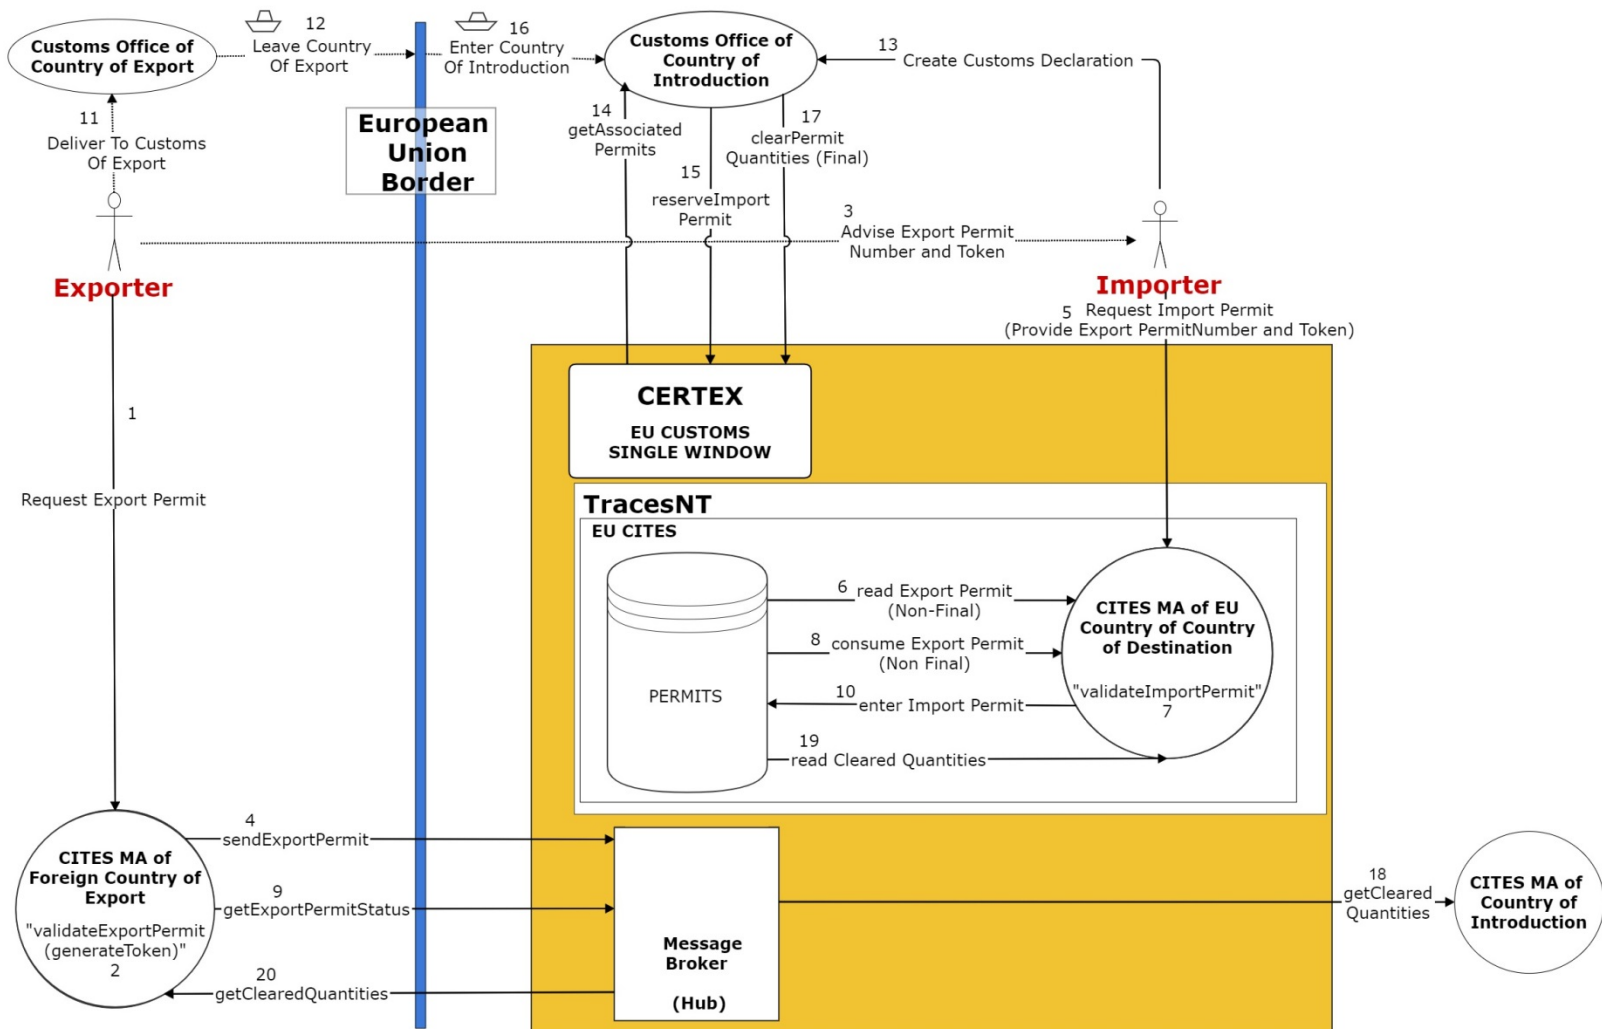 Customs Office of
Country of Export
12
Leave Country
Of Export
16
Enter Country
Of Introduction
Customs Office of
Country of
Introduction
13
Create Customs Declaration
11
Deliver To Customs
Of Export
European
Union
Border
14
getAssociated
Permits
15
reserveImport
Permit
17
clearPermit
Quantities (Final)
3
Advise Export Permit
Number and Token
Exporter
Importer
5 Request Import Permit
(Provide Export PermitNumber and Token)
1
Request Export Permit
CERTEX
EU CUSTOMS
SINGLE WINDOW
TracesNT
EU CITES
PERMITS
6 read Export Permit
(Non-Final)
8 consume Export Permit
(Non Final)
10
enter Import Permit
19
read Cleared Quantities
CITES MA of EU
Country of Country
of Destination
"validateImportPermit"
7
4
sendExportPermit
9
getExportPermitStatus
20
getClearedQuantities
CITES MA of
Foreign Country of
Export
"validateExportPermit
(generateToken)"
2
Message
Broker
(Hub)
18
getCleared
Quantities
CITES MA of
Country of
Introduction